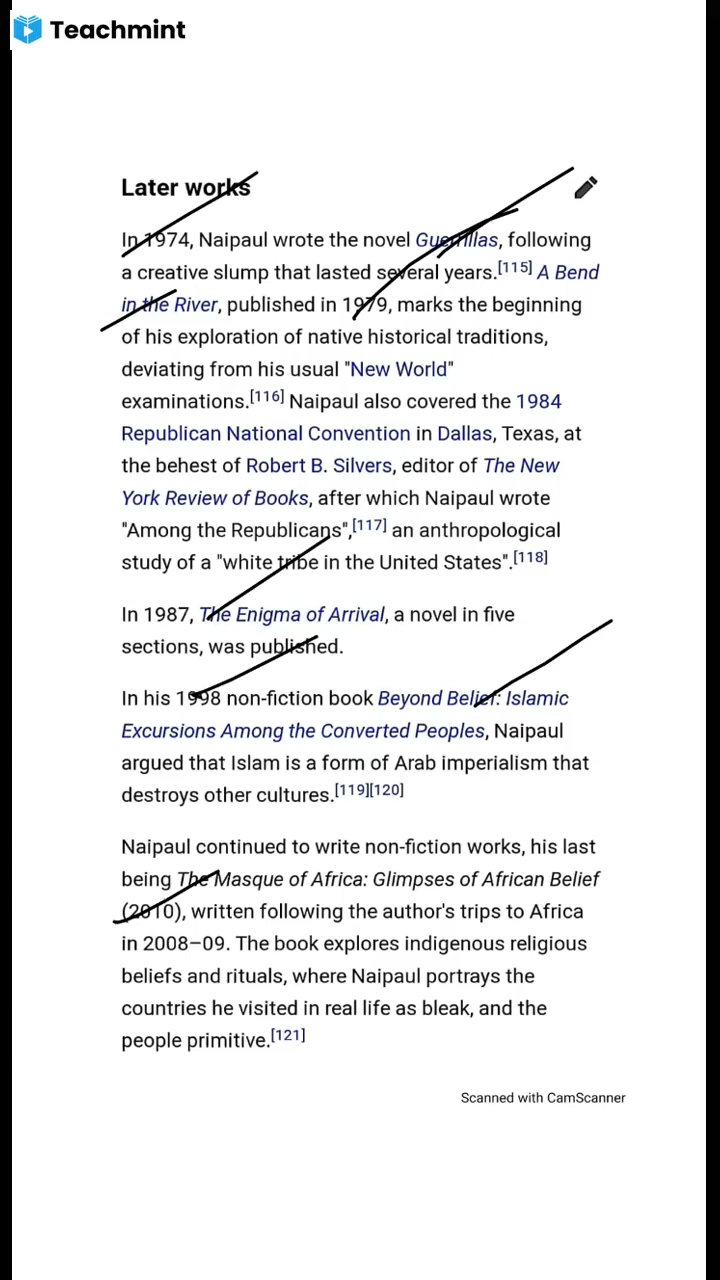 Teachmint
Later works
In 1974, Naipaul wrote the novel Guerrillas, following
a creative slump that lasted several years.[115] A Bend
in the River, published in 1979, marks the beginning
of his exploration of native historical traditions,
deviating from his usual "New World"
examinations.[116] Naipaul also covered the 1984
Republican National Convention in Dallas, Texas, at
the behest of Robert B. Silvers, editor of The New
York Review of Books, after which Naipaul wrote
"Among the Republicans",[117] an anthropological
study of a "white tribe in the United States".[118]
In 1987, The Enigma of Arrival, a novel in five
sections, was published.
In his 1998 non-fiction book Beyond Belief: Islamic
Excursions Among the Converted Peoples, Naipaul
argued that Islam is a form of Arab imperialism that
destroys other cultures.[119][120]
Naipaul continued to write non-fiction works, his last
being The Masque of Africa: Glimpses of African Belief
(2010), written following the author's trips to Africa
in 2008–09. The book explores indigenous religious
beliefs and rituals, where Naipaul portrays the
countries he visited in real life as bleak, and the
people primitive.[121]
Scanned with CamScanner